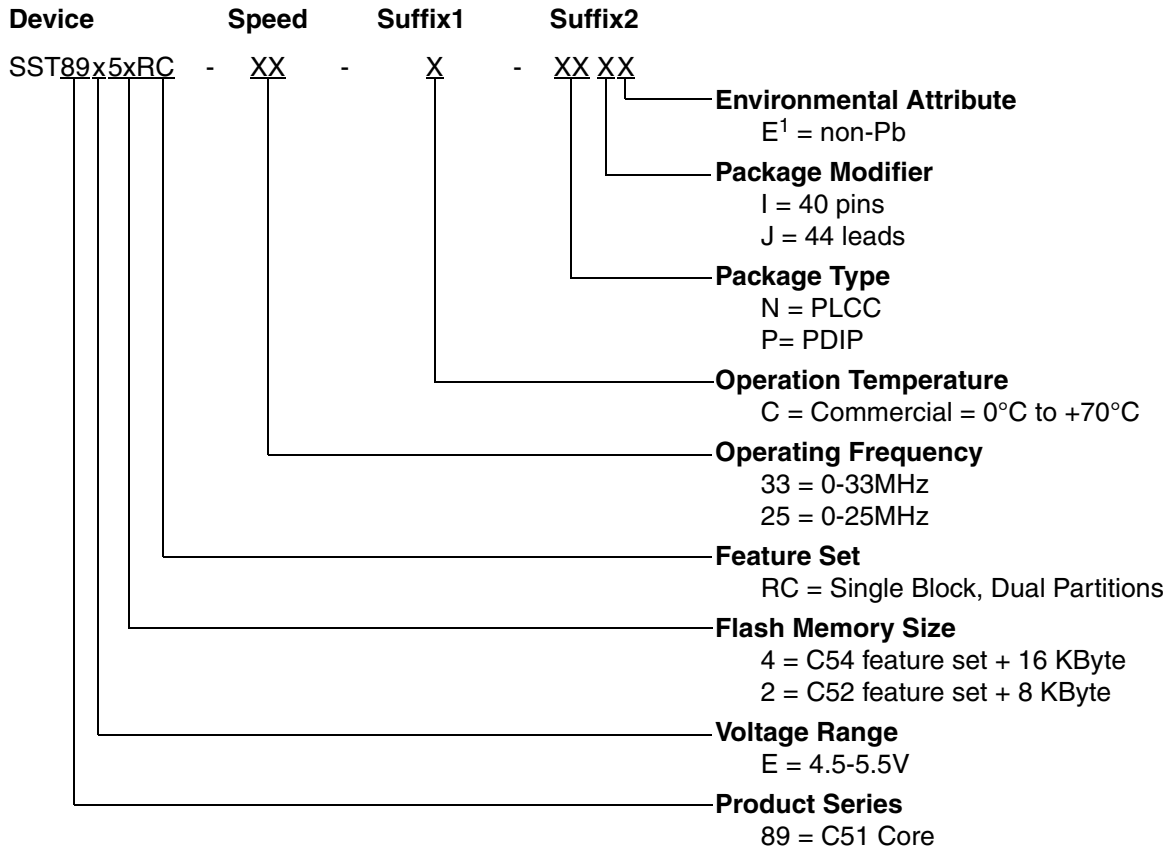 Device Speed Suffix1 Suffix2
SST89x5xRC - XX - X - XX X X
Environmental Attribute
E1 = non-Pb
Package Modifier
I = 40 pins
J = 44 leads
Package Type
N = PLCC
P= PDIP
Operation Temperature
C = Commercial = 0°C to +70°C
Operating Frequency
33 = 0-33MHz
25 = 0-25MHz
Feature Set
RC = Single Block, Dual Partitions
Flash Memory Size
4 = C54 feature set + 16 KByte
2 = C52 feature set + 8 KByte
Voltage Range
E = 4.5-5.5V
Product Series
89 = C51 Core